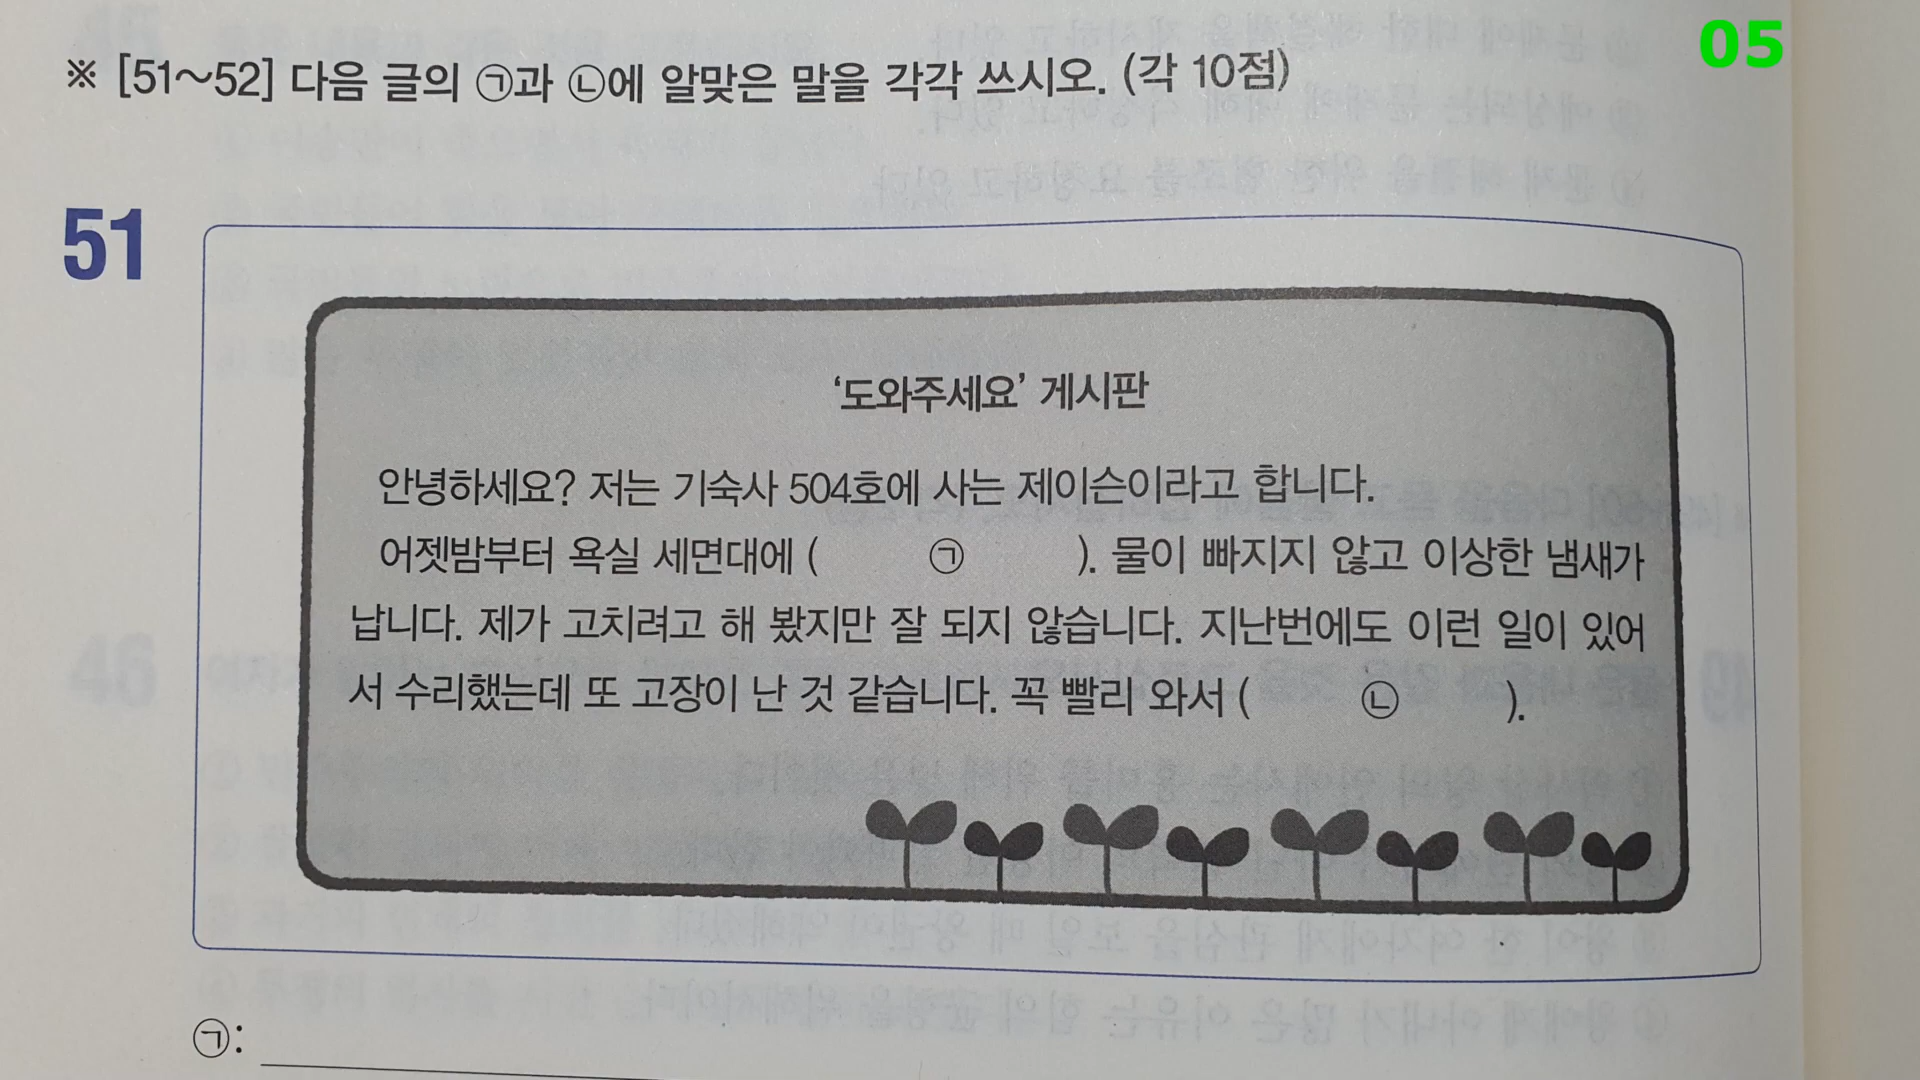 05
※ [51~52] 다음 글의 ㉠과 ㉡에 알맞은 말을 각각 쓰시오. (각 10점)
51
‘도와주세요’ 게시판
안녕하세요? 저는 기숙사 504호에 사는 제이슨이라고 합니다.
어젯밤부터 욕실 세면대에 ( ㉠ ). 물이 빠지지 않고 이상한 냄새가
납니다. 제가 고치려고 해 봤지만 잘 되지 않습니다. 지난번에도 이런 일이 있어
서 수리했는데 또 고장이 난 것 같습니다. 꼭 빨리 와서 ( ㉡ ).
㉠: